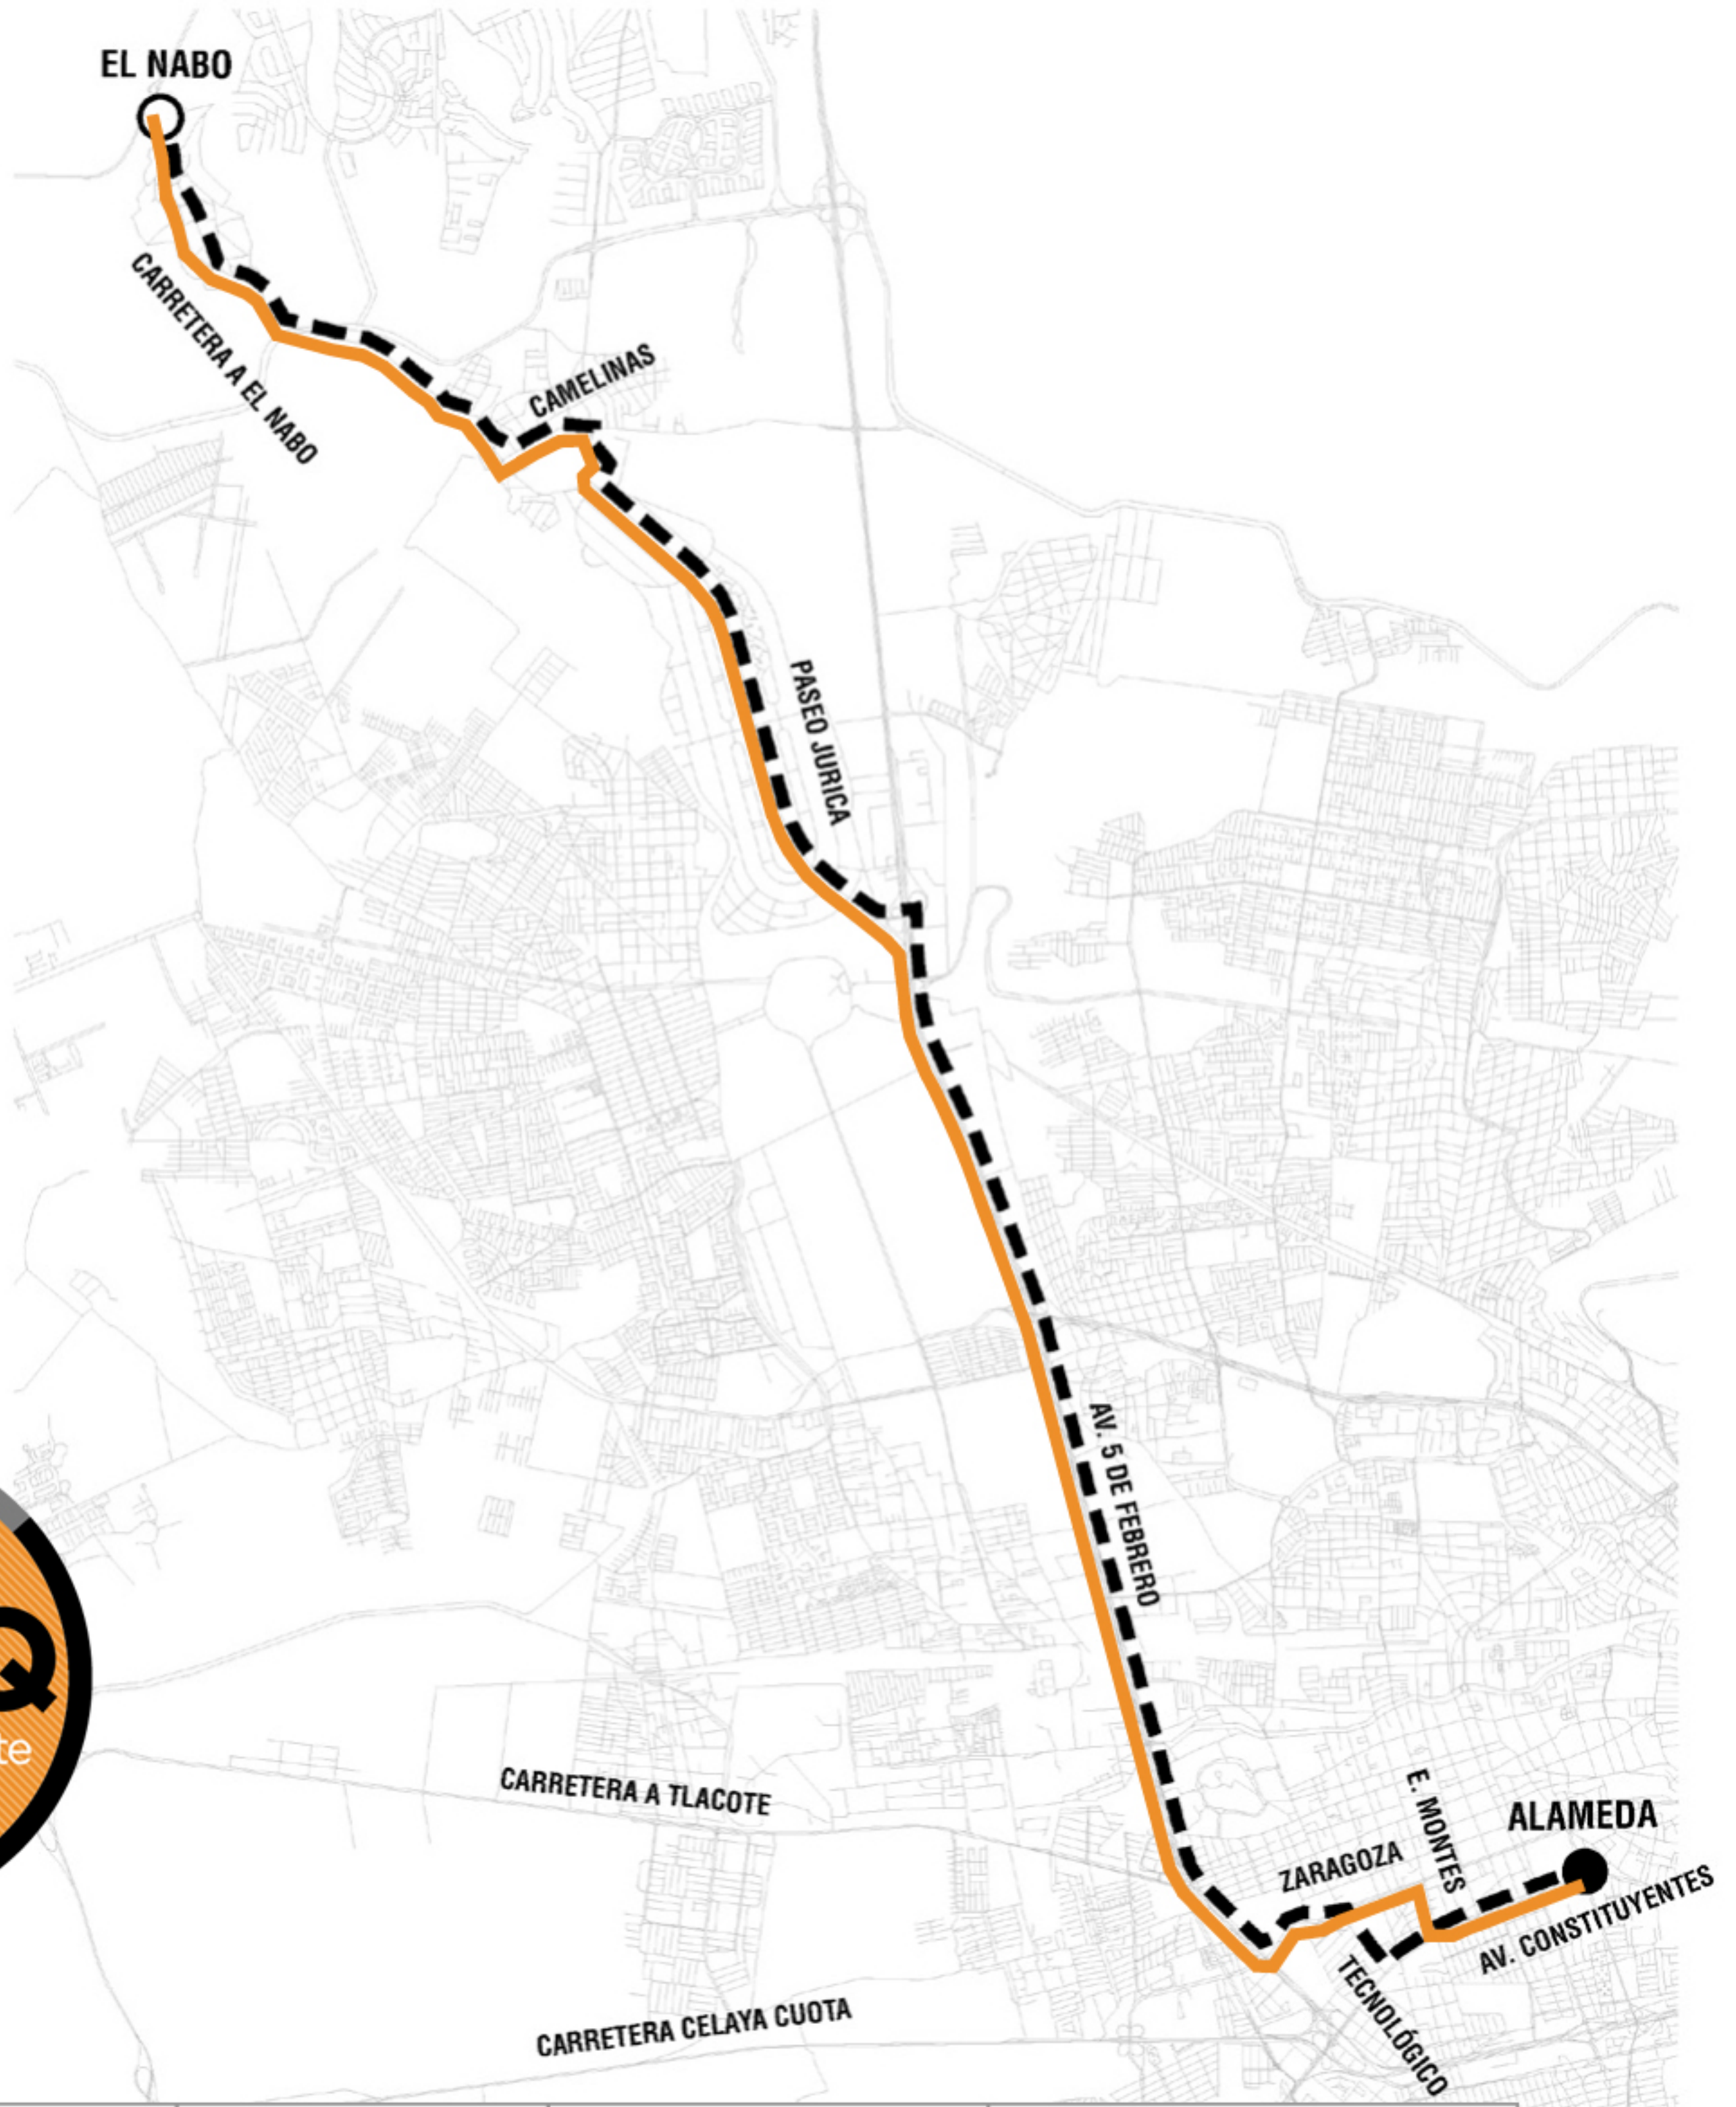 EL NABO
CARRETERA A EL NABO
CAMELINAS
PASEO JURICA
AV. 5 DE FEBRERO
Q
te
CARRETERA A TLACOTE
E. MONTES
ALAMEDA
ZARAGOZA
AV. CONSTITUYENTES
TECNOLÓGICO
CARRETERA CELAYA CUOTA